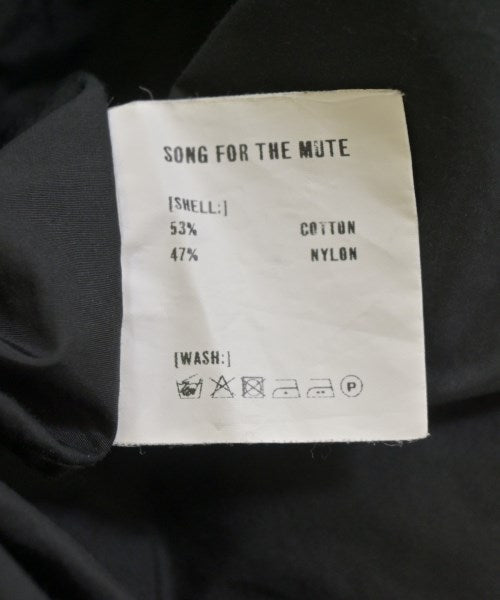 SONG FOR THE MUTE
[SHELL:]
53% COTTON
47% NYLON
[WASH:]
P